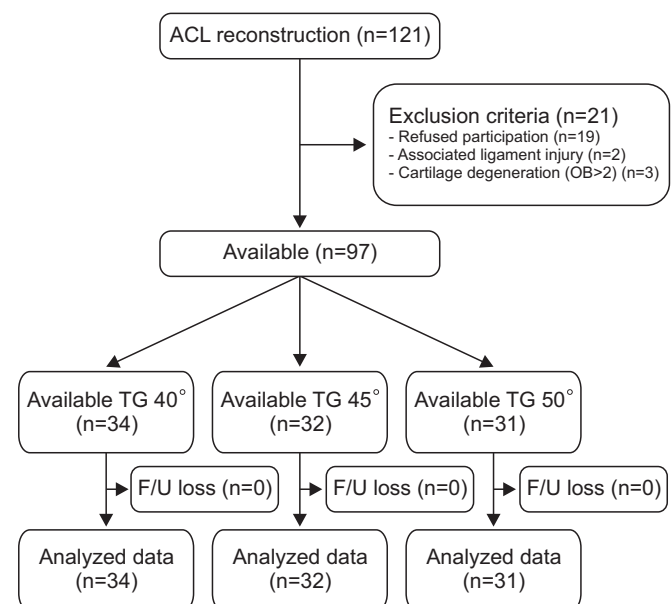 ACL reconstruction (n=121)
Exclusion criteria (n=21)
- Refused participation (n=19)
- Associated ligament injury (n=2)
- Cartilage degeneration (OB>2) (n=3)
Available (n=97)
Available TG 40°
(n=34)
Available TG 45°
(n=32)
Available TG 50°
(n=31)
F/U loss (n=0)
F/U loss (n=0)
F/U loss (n=0)
Analyzed data
(n=34)
Analyzed data
(n=32)
Analyzed data
(n=31)